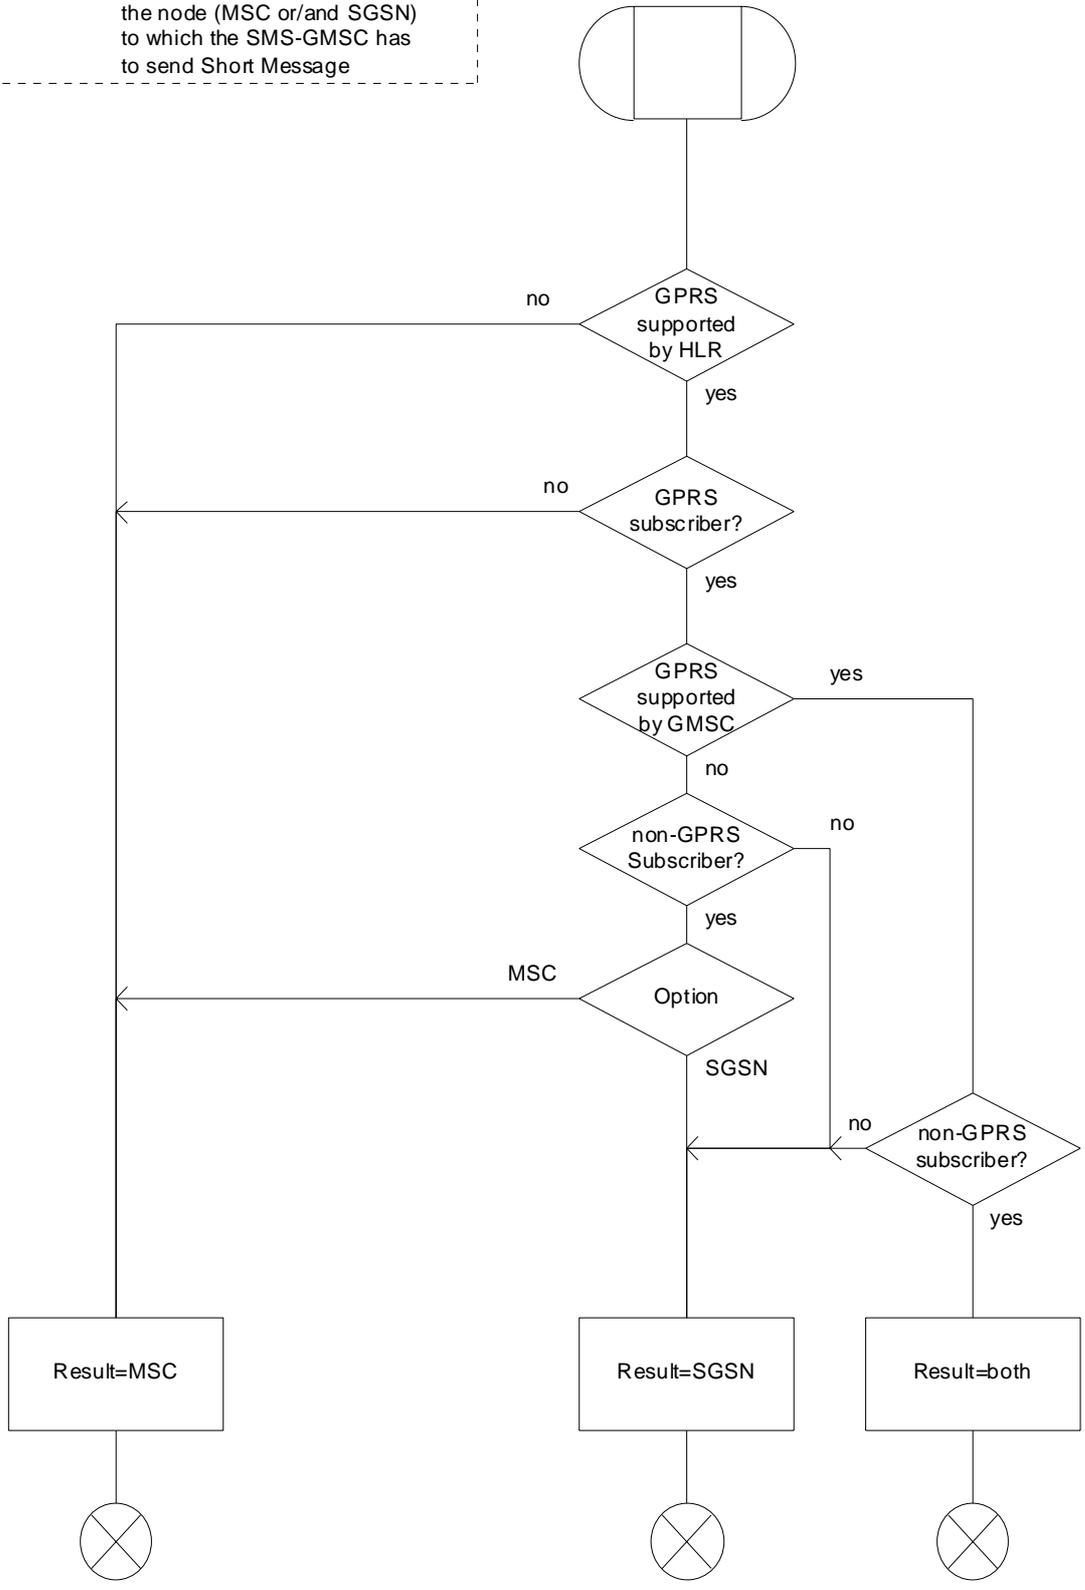 the node (MSC or/and SGSN)
to which the SMS-GMSC has
to send Short Message
no
GPRS
supported
by HLR
yes
no
GPRS
subscriber?
yes
GPRS
supported
by GMSC
yes
no
non-GPRS
Subscriber?
no
yes
MSC
Option
SGSN
no
non-GPRS
subscriber?
yes
Result=MSC
Result=SGSN
Result=both